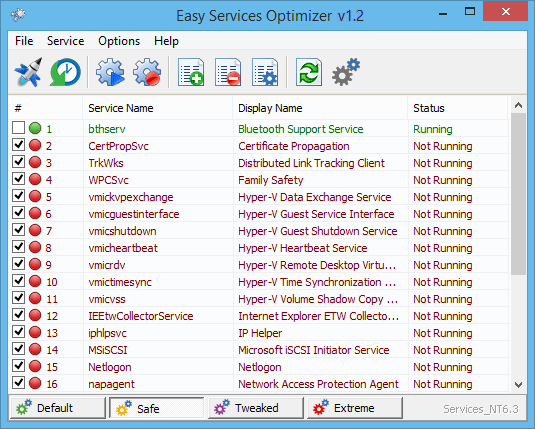 Easy Services Optimizer v1.2
File Service Options Help
# Service Name Display Name Status
1 bthserv Bluetooth Support Service Running
2 CertPropSvc Certificate Propagation Not Running
3 TrkWks Distributed Link Tracking Client Not Running
4 WPCSvc Family Safety Not Running
5 vmickvpexchange Hyper-V Data Exchange Service Not Running
6 vmicguestinterface Hyper-V Guest Service Interface Not Running
7 vmicshutdown Hyper-V Guest Shutdown Service Not Running
8 vmicheartbeat Hyper-V Heartbeat Service Not Running
9 vmicrdv Hyper-V Remote Desktop Virtu... Not Running
10 vmictimesync Hyper-V Time Synchronization ... Not Running
11 vmicvss Hyper-V Volume Shadow Copy ... Not Running
12 IEEtwCollectorService Internet Explorer ETW Collecto... Not Running
13 iphlpsvc IP Helper Not Running
14 MSiSCSI Microsoft iSCSI Initiator Service Not Running
15 Netlogon Netlogon Not Running
16 napagent Network Access Protection Agent Not Running
Default Safe Tweaked Extreme Services_NT6.3